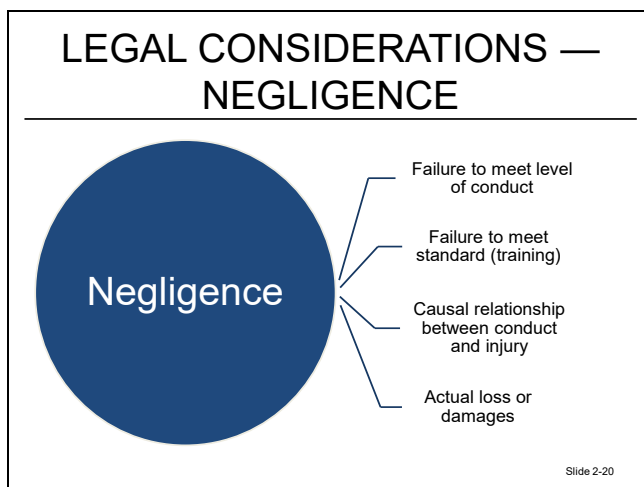 LEGAL CONSIDERATIONS —
NEGLIGENCE
Negligence
Failure to meet level
of conduct
Failure to meet
standard (training)
Causal relationship
between conduct
and injury
Actual loss or
damages
Slide 2-20